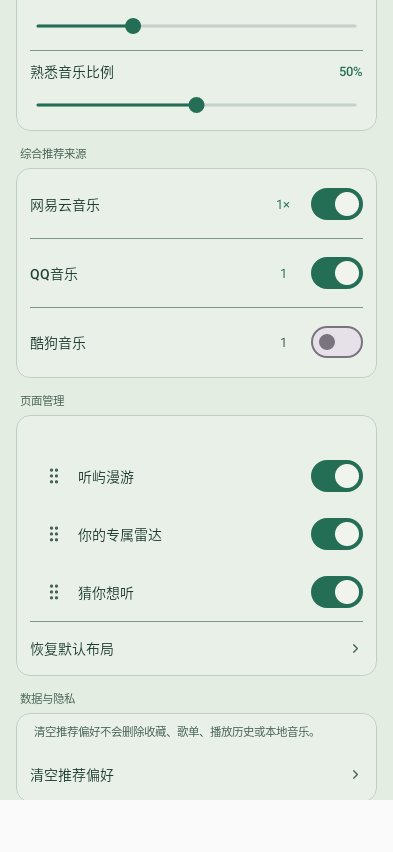 熟悉音乐比例 50%
综合推荐来源
网易云音乐 1×
QQ音乐 1
酷狗音乐 1
页面管理
听屿漫游
你的专属雷达
猜你想听
恢复默认布局
数据与隐私
清空推荐偏好不会删除收藏、歌单、播放历史或本地音乐。
清空推荐偏好